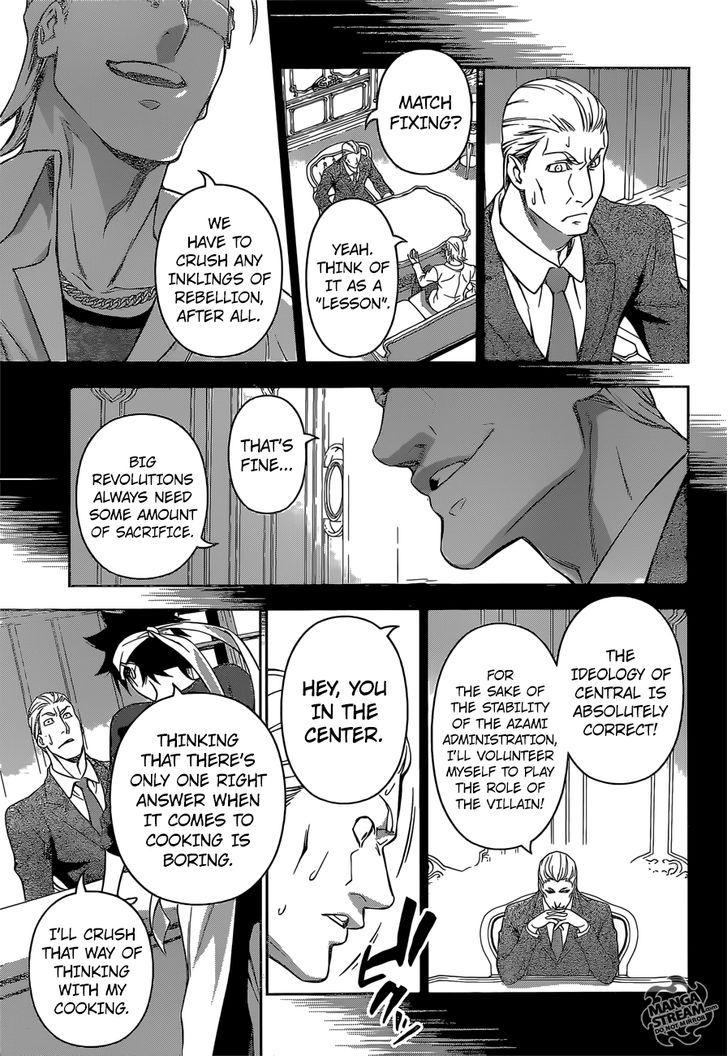 MATCH
FIXING?
YEAH.
THINK OF
IT AS A
"LESSON".
WE
HAVE TO
CRUSH ANY
INKLINGS OF
REBELLION,
AFTER ALL.
THAT'S
FINE...
BIG
REVOLUTIONS
ALWAYS NEED
SOME AMOUNT
OF SACRIFICE.
THE
IDEOLOGY OF
CENTRAL IS
ABSOLUTELY
CORRECT!
FOR
THE SAKE OF
THE STABILITY
OF THE AZAMI
ADMINISTRATION,
I'LL VOLUNTEER
MYSELF TO PLAY
THE ROLE OF
THE VILLAIN!
HEY, YOU
IN THE
CENTER.
THINKING
THAT THERE'S
ONLY ONE RIGHT
ANSWER WHEN
IT COMES TO
COOKING IS
BORING.
I'LL CRUSH
THAT WAY OF
THINKING
WITH MY
COOKING.
MANGA
STREAM